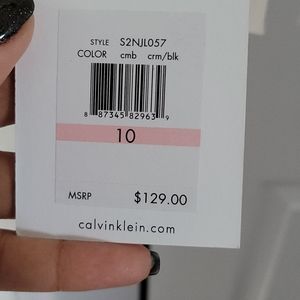 STYLE S2NJL057
COLOR cmb crm/blk
8 87345 82963 9
10
MSRP $129.00
calvinklein.com